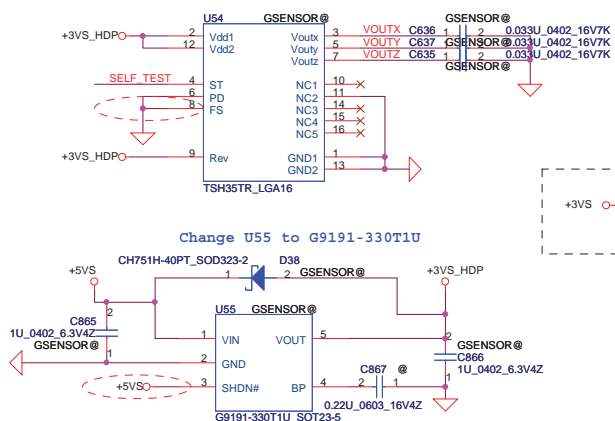 U54 GSENSOR@ GSENSOR@
+3VS_HDP 2 Vdd1 Voutx 3 VOUTX C636 1 2 0.033U_0402_16V7K
12 Vdd2 Vouty 5 VOUTY C637 1 GSENSOR@ 2 0.033U_0402_16V7K
Voutz 7 VOUTZ C635 1 2 0.033U_0402_16V7K
GSENSOR@
SELF_TEST 4 ST NC1 10
6 PD NC2 11
8 FS NC3 14
NC4 15
NC5 16
+3VS_HDP 9 Rev GND1 1
GND2 13
TSH35TR_LGA16
+3VS
Change U55 to G9191-330T1U
CH751H-40PT_SOD323-2 D38
+5VS 1 2 GSENSOR@ +3VS_HDP
U55 GSENSOR@
2
C865
1U_0402_6.3V4Z
GSENSOR@
1
1 VIN VOUT 5
2 GND
+5VS 3 SHDN# BP 4
C867 @
2 1
0.22U_0603_16V4Z
2 GSENSOR@
C866
1U_0402_6.3V4Z
1
G9191-330T1U_SOT23-5